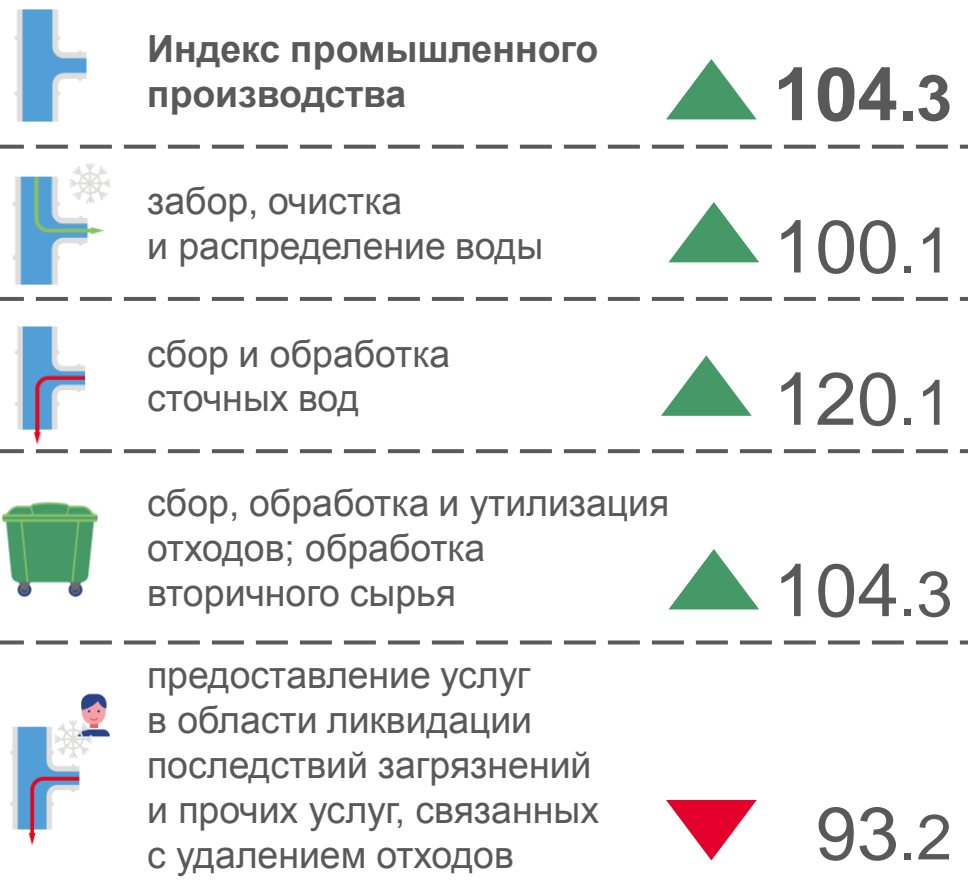 Индекс промышленного
производства
104.3
забор, очистка
и распределение воды
100.1
сбор и обработка
сточных вод
120.1
сбор, обработка и утилизация
отходов; обработка
вторичного сырья
104.3
предоставление услуг
в области ликвидации
последствий загрязнений
и прочих услуг, связанных
с удалением отходов
93.2